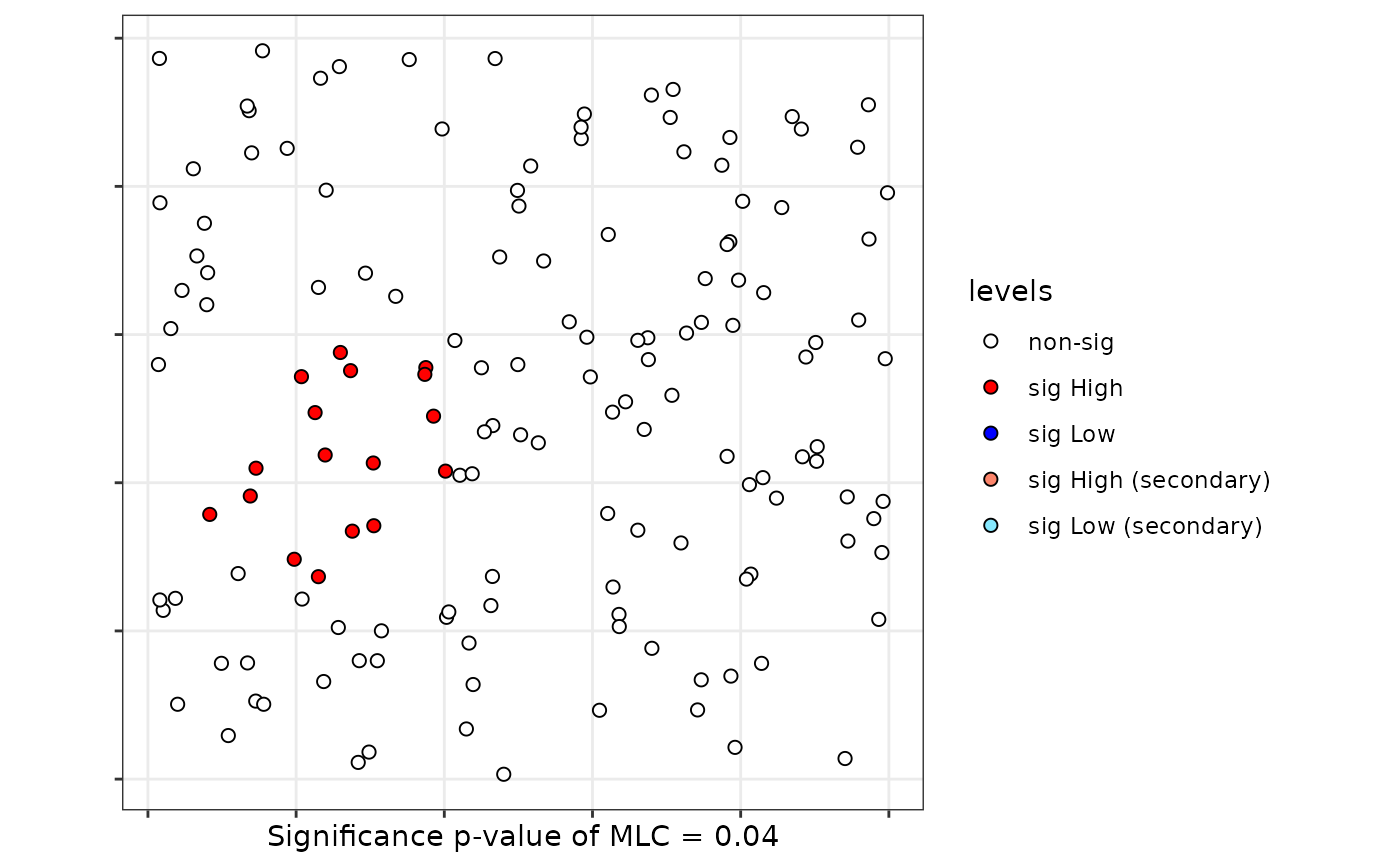 levels
non-sig
sig High
sig Low
sig High (secondary)
sig Low (secondary)
Significance p-value of MLC = 0.04